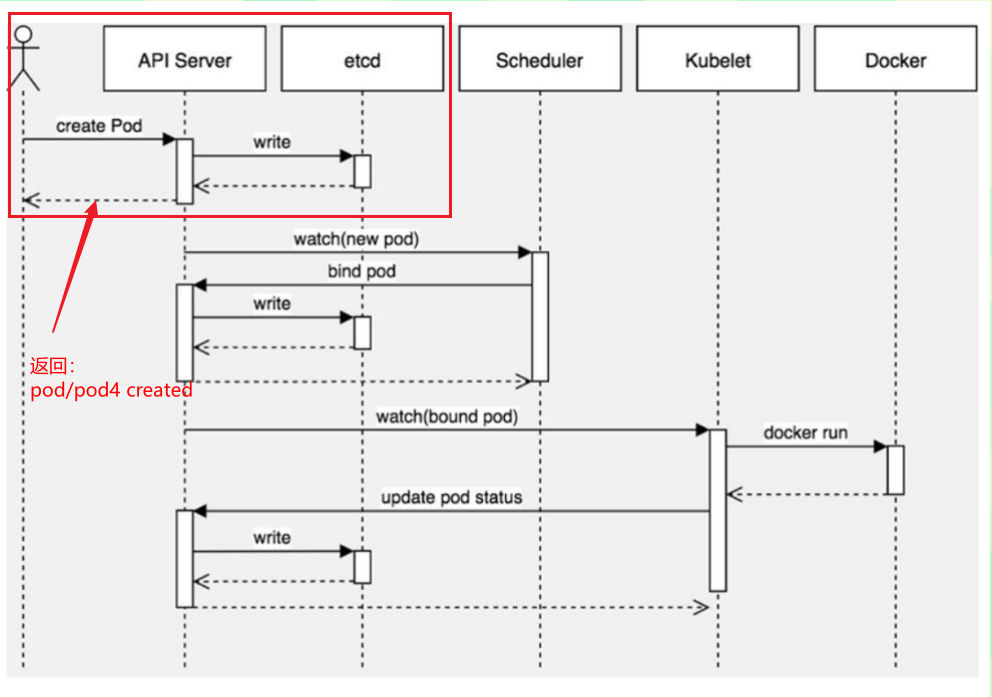 API Server
etcd
Scheduler
Kubelet
Docker
create Pod
write
watch(new pod)
bind pod
write
返回：
pod/pod4 created
watch(bound pod)
docker run
update pod status
write